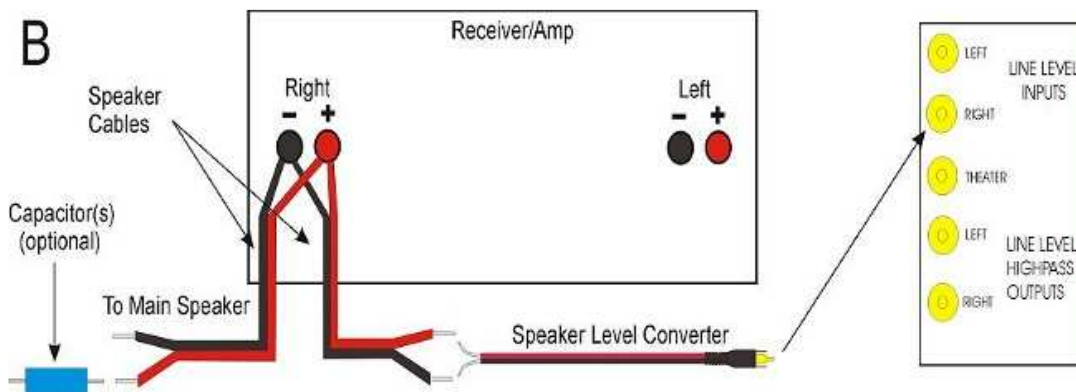 B
Receiver/Amp
Speaker
Cables
Right
- +
Left
- +
Capacitor(s)
(optional)
To Main Speaker
Speaker Level Converter
LEFT
LINE LEVEL
INPUTS
RIGHT
THEATER
LEFT
LINE LEVEL
HIGHPASS
OUTPUTS
RIGHT